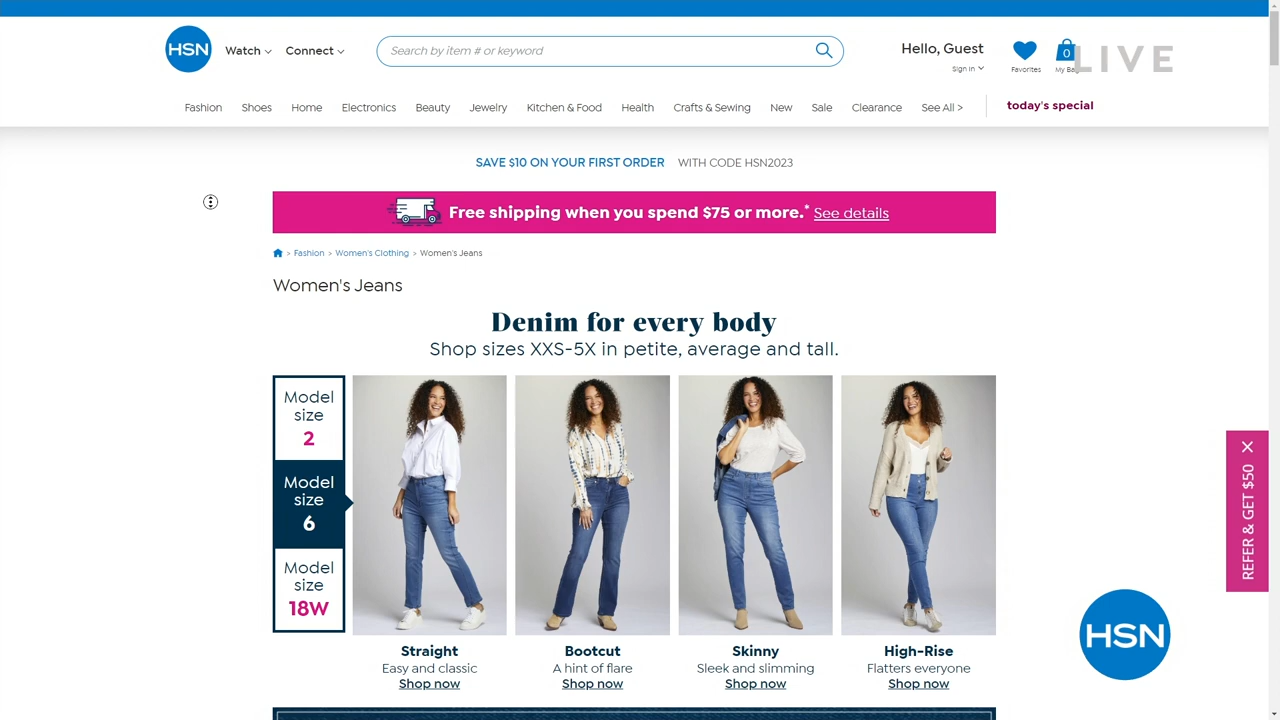 HSN
Watch
Connect
Search by item # or keyword
Hello, Guest
Sign in
Favorites
0
LIVE
Fashion Shoes Home Electronics Beauty Jewelry Kitchen & Food Health Crafts & Sewing New Sale Clearance See All > today's special
SAVE $10 ON YOUR FIRST ORDER WITH CODE HSN2023
Free shipping when you spend $75 or more.* See details
> Fashion > Women's Clothing > Women's Jeans
Women's Jeans
Denim for every body
Shop sizes XXS-5X in petite, average and tall.
Model
size
2
Model
size
6
Model
size
18W
Straight
Easy and classic
Shop now
Bootcut
A hint of flare
Shop now
Skinny
Sleek and slimming
Shop now
High-Rise
Flatters everyone
Shop now
REFER & GET $50
HSN